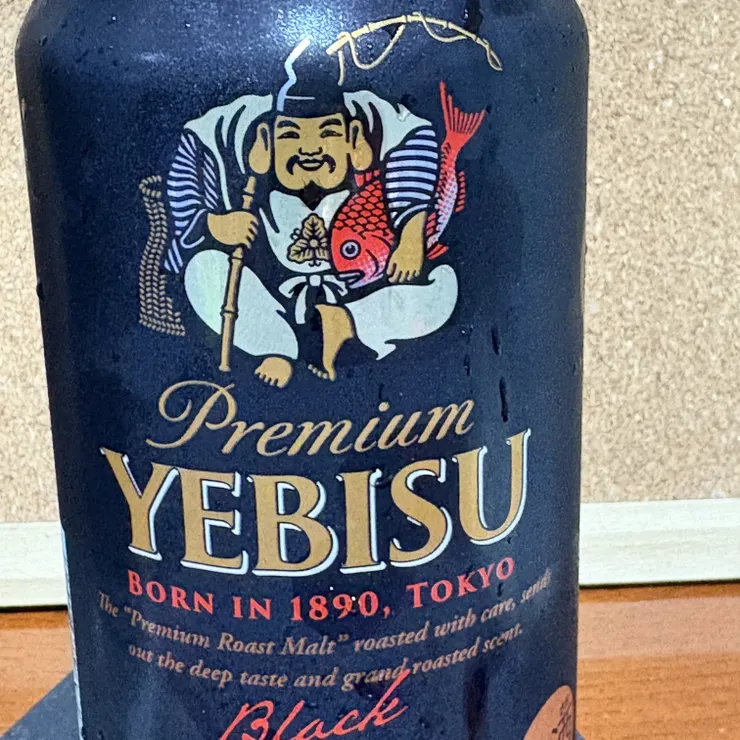 Premium
YEBISU
BORN IN 1890, TOKYO
The "Premium Roast Malt" roasted with care, sends
out the deep taste and grand roasted scent.
Black